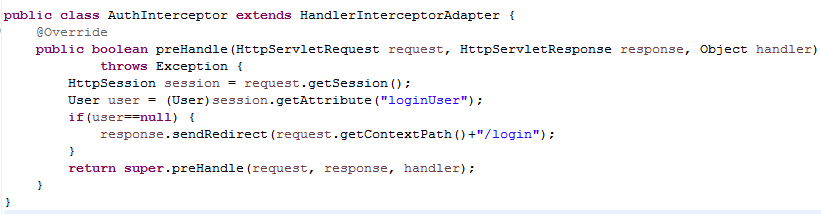 public class AuthInterceptor extends HandlerInterceptorAdapter {
@Override
public boolean preHandle(HttpServletRequest request, HttpServletResponse response, Object handler)
throws Exception {
HttpSession session = request.getSession();
User user = (User)session.getAttribute("loginUser");
if(user==null) {
response.sendRedirect(request.getContextPath()+"/login");
}
return super.preHandle(request, response, handler);
}
}